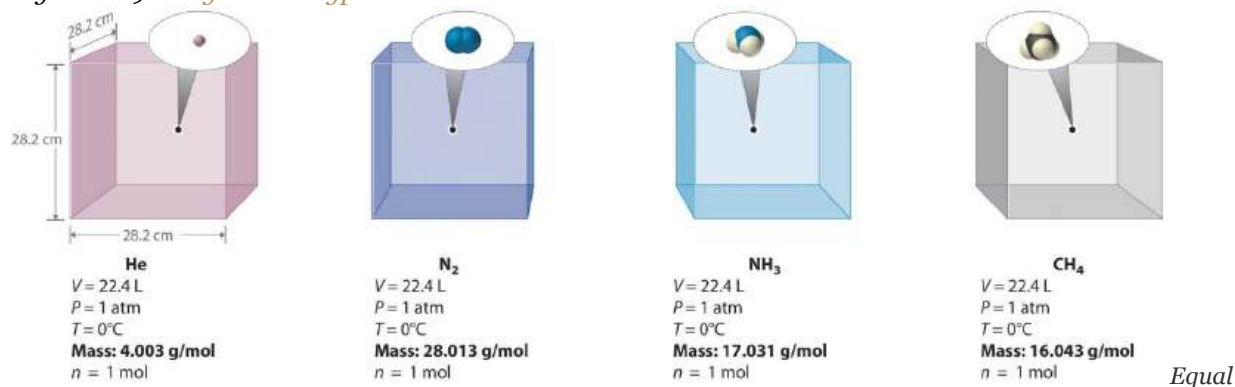 28.2 cm
28.2 cm
28.2 cm
He
V = 22.4 L
P = 1 atm
T = 0°C
Mass: 4.003 g/mol
n = 1 mol
N₂
V = 22.4 L
P = 1 atm
T = 0°C
Mass: 28.013 g/mol
n = 1 mol
NH₃
V = 22.4 L
P = 1 atm
T = 0°C
Mass: 17.031 g/mol
n = 1 mol
CH₄
V = 22.4 L
P = 1 atm
T = 0°C
Mass: 16.043 g/mol
n = 1 mol
Equal